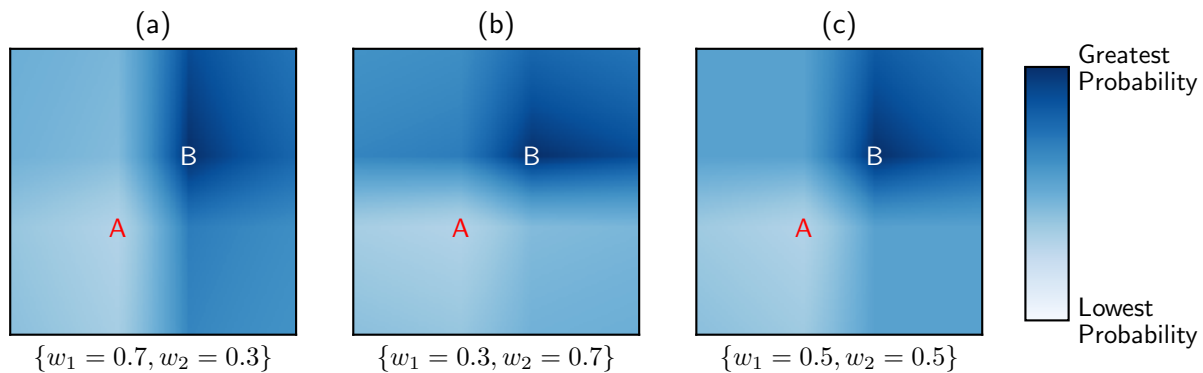 (a)
(b)
(c)
B
A
B
A
B
A
{w₁ = 0.7, w₂ = 0.3}
{w₁ = 0.3, w₂ = 0.7}
{w₁ = 0.5, w₂ = 0.5}
Greatest
Probability
Lowest
Probability